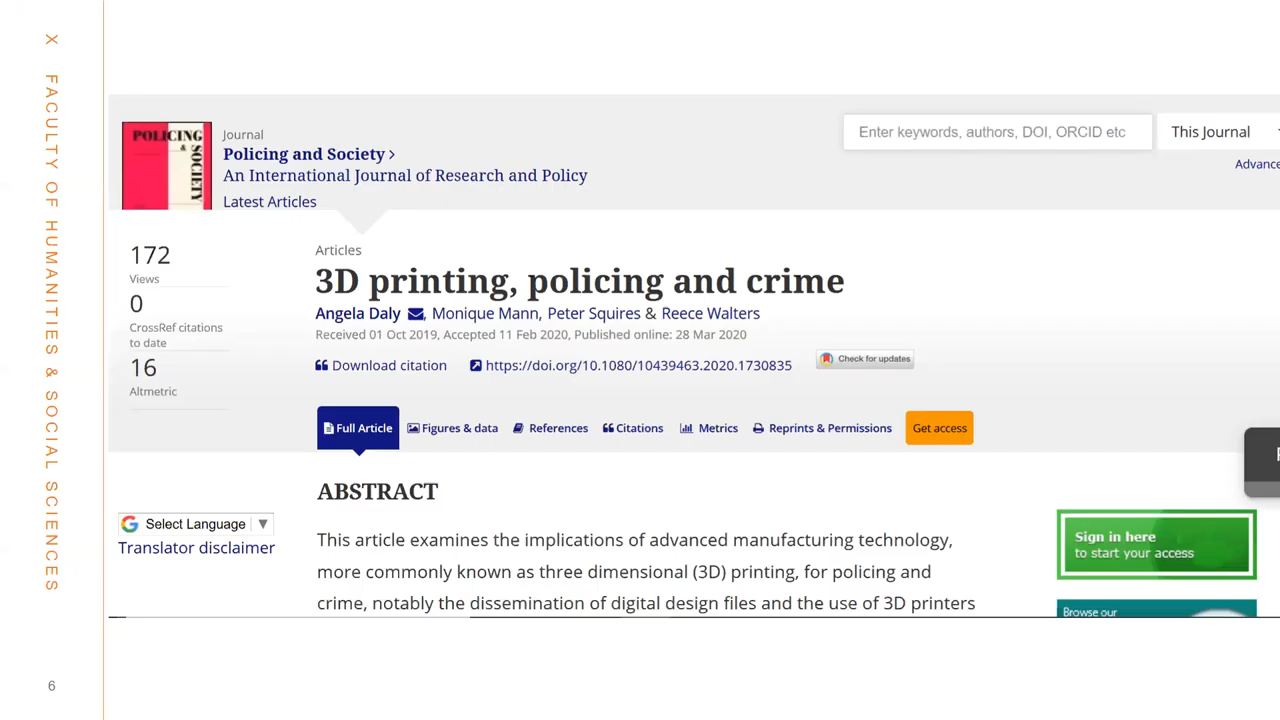 X FACULTY OF HUMANITIES & SOCIAL SCIENCES
POLICING
&
SOCIETY
Journal
Policing and Society >
An International Journal of Research and Policy
Latest Articles
Enter keywords, authors, DOI, ORCID etc
This Journal
Advance
172
Views
0
CrossRef citations
to date
16
Altmetric
Articles
3D printing, policing and crime
Angela Daly, Monique Mann, Peter Squires & Reece Walters
Received 01 Oct 2019, Accepted 11 Feb 2020, Published online: 28 Mar 2020
Download citation https://doi.org/10.1080/10439463.2020.1730835 Check for updates
Full Article Figures & data References Citations Metrics Reprints & Permissions Get access
ABSTRACT
This article examines the implications of advanced manufacturing technology,
more commonly known as three dimensional (3D) printing, for policing and
crime, notably the dissemination of digital design files and the use of 3D printers
G Select Language ▼
Translator disclaimer
Sign in here
to start your access
Browse our
6